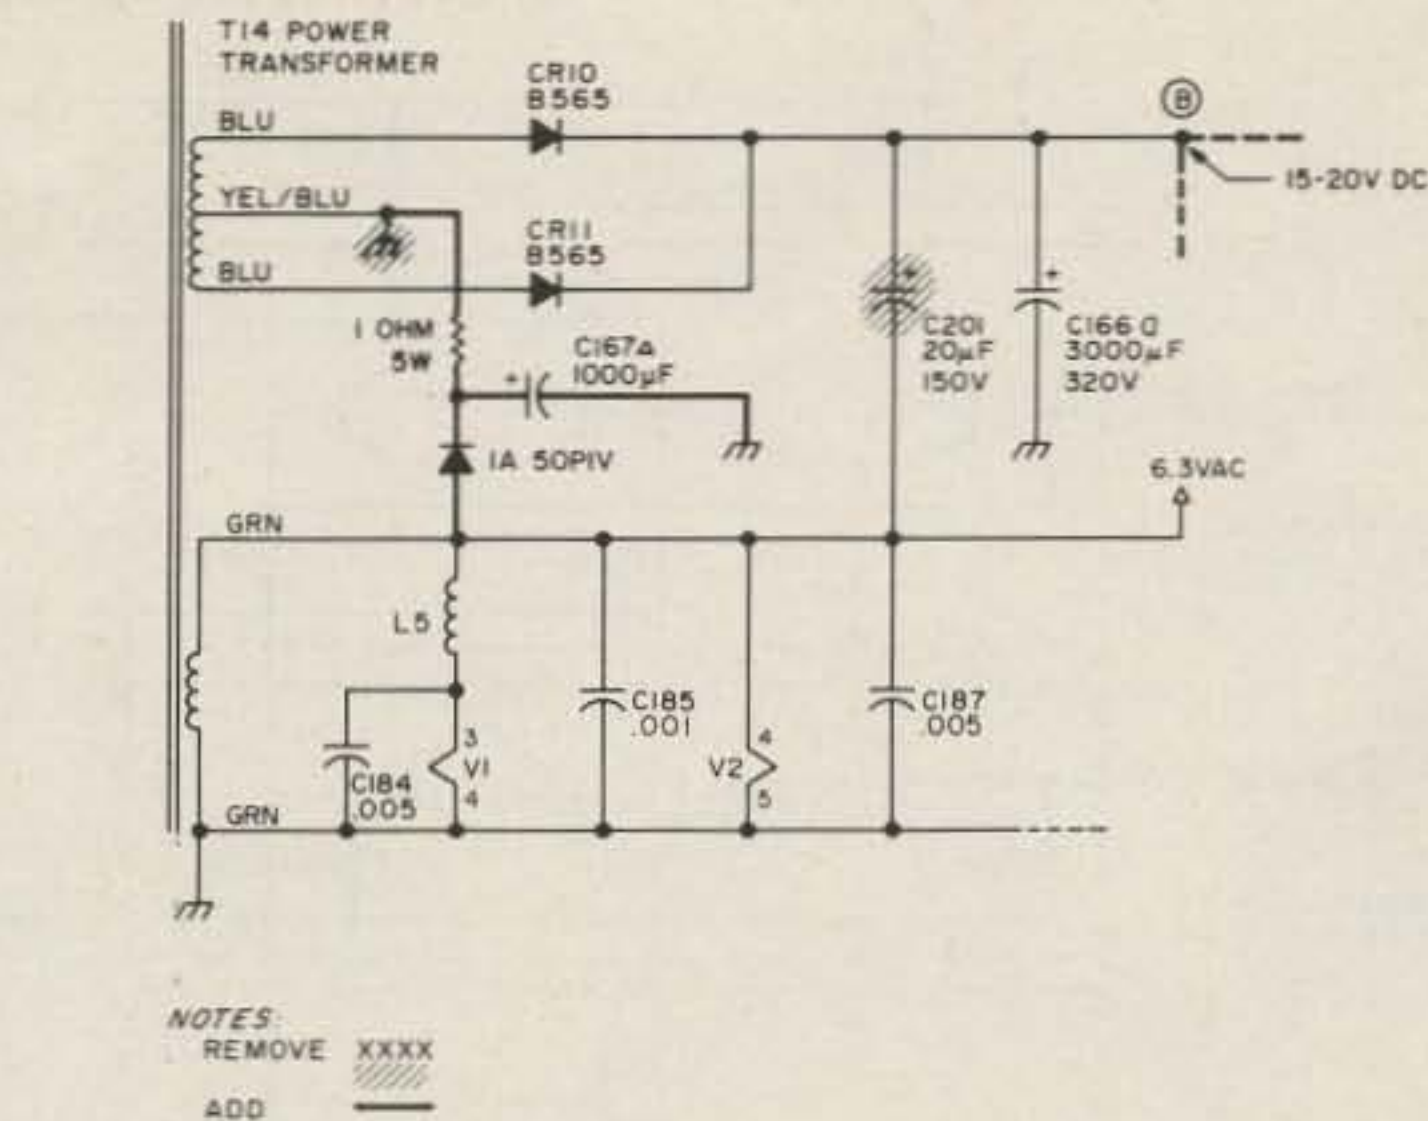 T14 POWER
TRANSFORMER
CR10
B565
B
BLU
15-20V DC
YEL/BLU
CR11
B565
BLU
1 OHM
5W
C167△
1000µF
+
+
+
C201
20µF
150V
C166 □
3000µF
320V
1A 50PIV
6.3VAC
GRN
L5
C185
.001
C187
.005
3
V1
4
4
V2
5
C184
.005
GRN
NOTES:
REMOVE XXXX
ADD